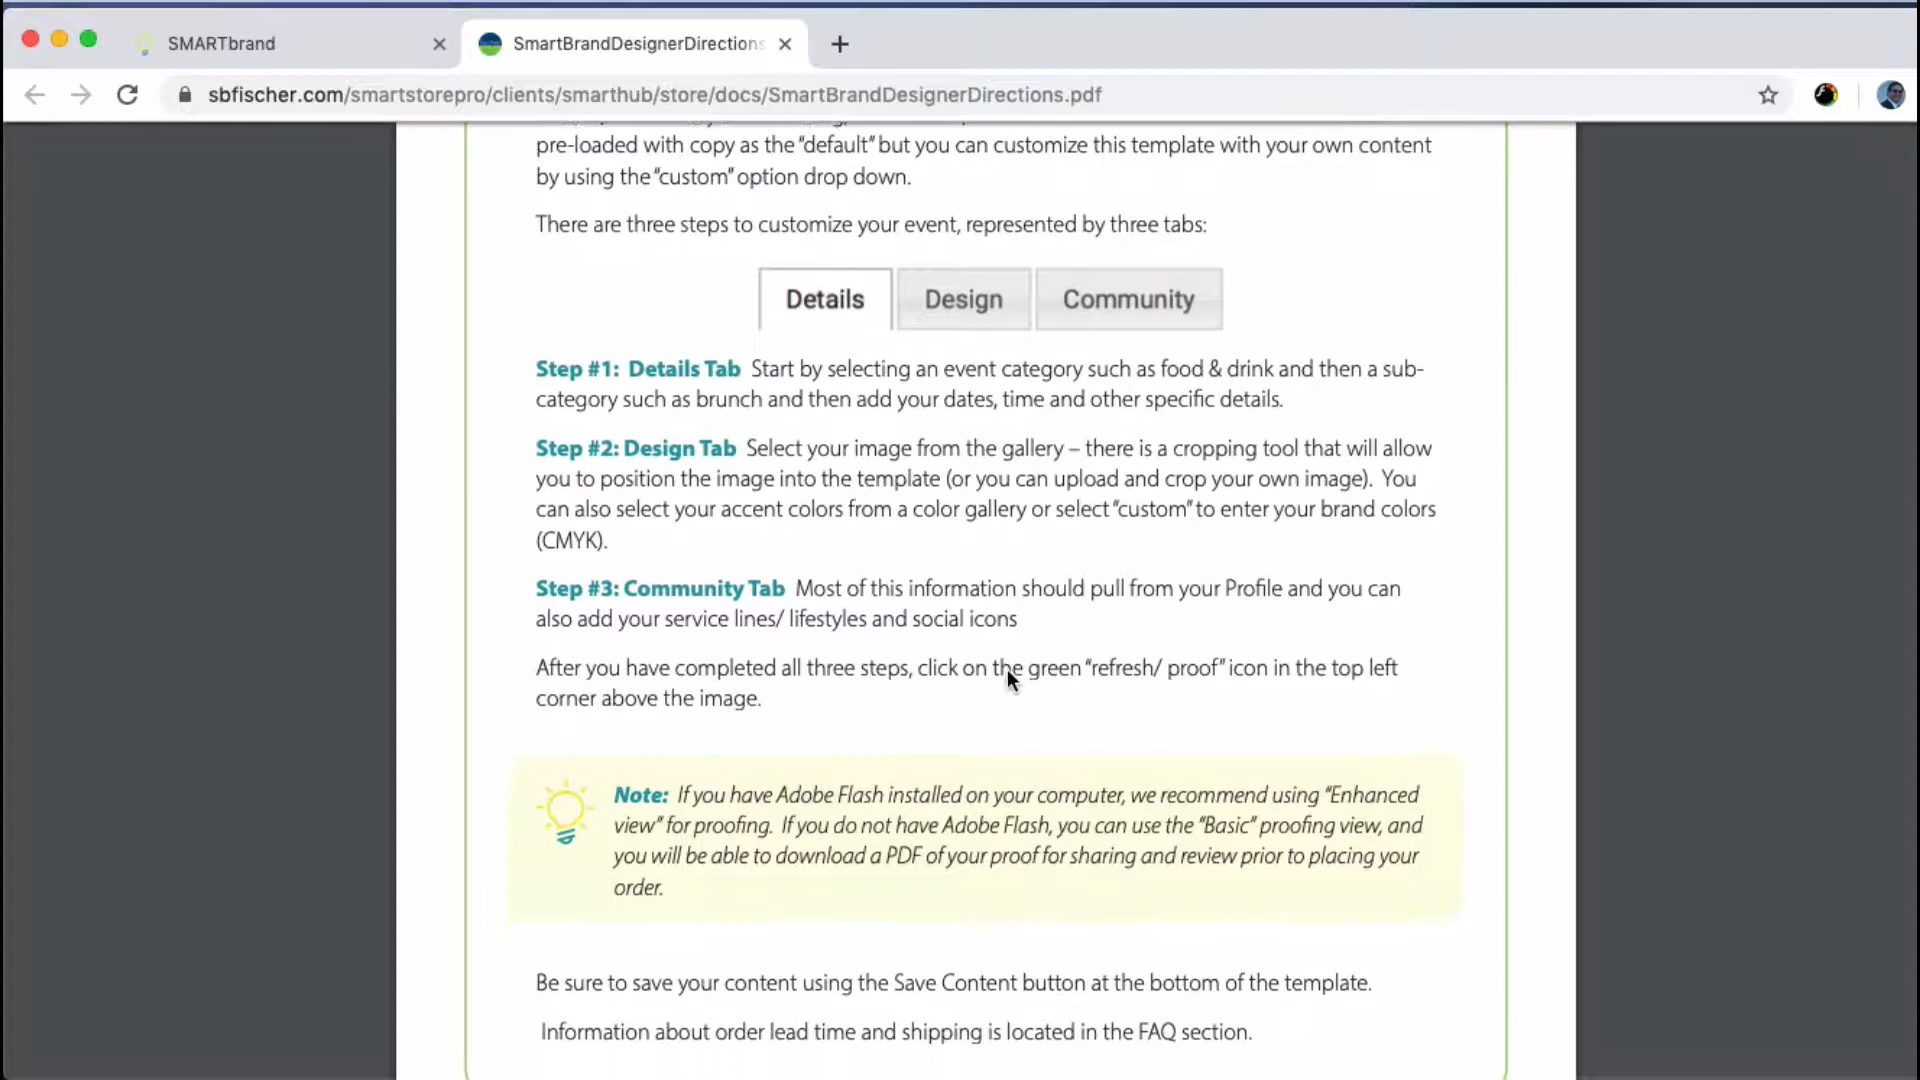 SMARTbrand
SmartBrandDesignerDirections
sbfischer.com/smartstorepro/clients/smarthub/store/docs/SmartBrandDesignerDirections.pdf
pre-loaded with copy as the “default” but you can customize this template with your own content
by using the “custom” option drop down.
There are three steps to customize your event, represented by three tabs:
Details Design Community
Step #1: Details Tab Start by selecting an event category such as food & drink and then a sub-
category such as brunch and then add your dates, time and other specific details.
Step #2: Design Tab Select your image from the gallery – there is a cropping tool that will allow
you to position the image into the template (or you can upload and crop your own image). You
can also select your accent colors from a color gallery or select “custom” to enter your brand colors
(CMYK).
Step #3: Community Tab Most of this information should pull from your Profile and you can
also add your service lines/ lifestyles and social icons
After you have completed all three steps, click on the green “refresh/ proof” icon in the top left
corner above the image.
Note: If you have Adobe Flash installed on your computer, we recommend using “Enhanced
view” for proofing. If you do not have Adobe Flash, you can use the “Basic” proofing view, and
you will be able to download a PDF of your proof for sharing and review prior to placing your
order.
Be sure to save your content using the Save Content button at the bottom of the template.
Information about order lead time and shipping is located in the FAQ section.